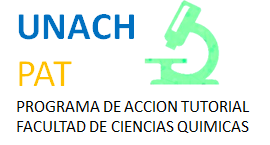 UNACH
PAT
PROGRAMA DE ACCION TUTORIAL
FACULTAD DE CIENCIAS QUIMICAS